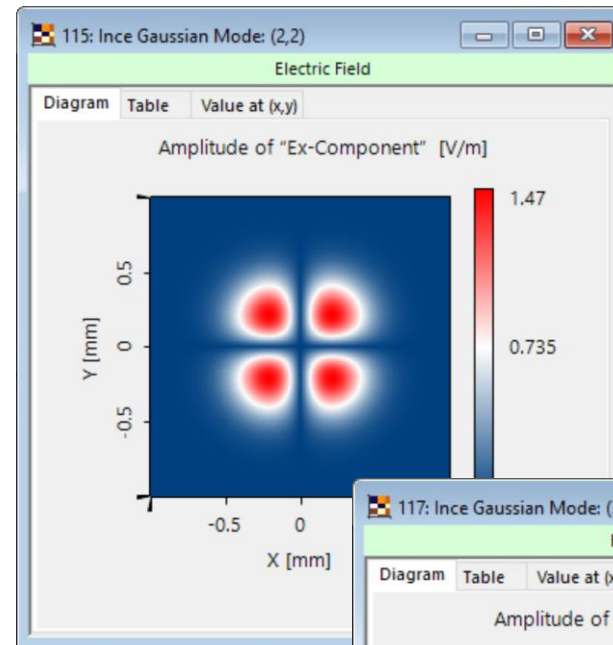 115: Ince Gaussian Mode: (2,2)
Electric Field
Diagram Table Value at (x,y)
Amplitude of "Ex-Component" [V/m]
1.47
0.5
Y [mm]
0
0.735
-0.5
-0.5 0
X [mm]
117: Ince Gaussian Mode: (
Diagram Table Value at (x
Amplitude of